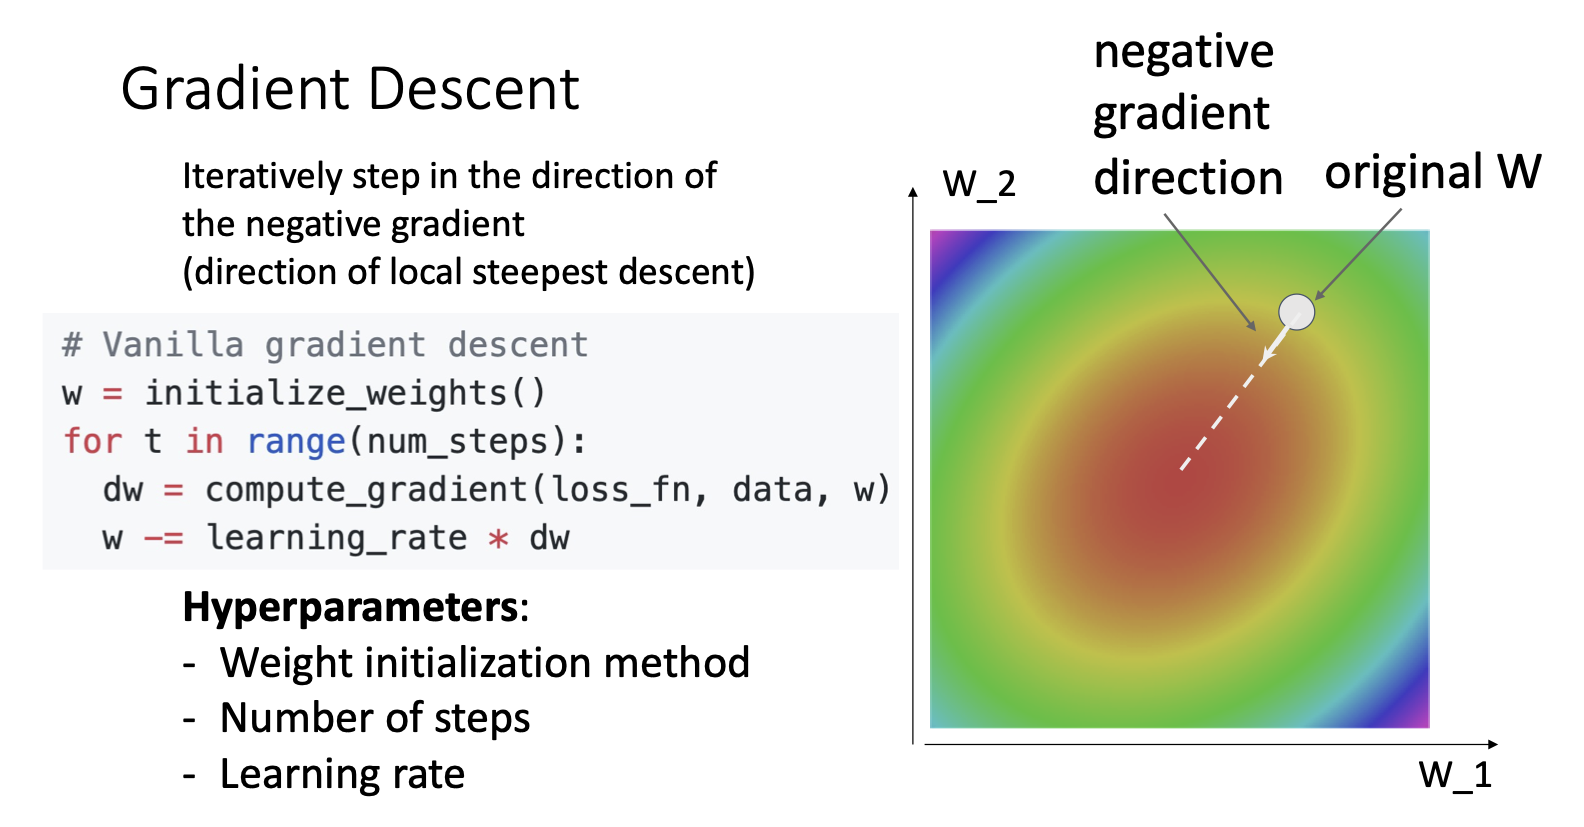 Gradient Descent
Iteratively step in the direction of
the negative gradient
(direction of local steepest descent)
# Vanilla gradient descent
w = initialize_weights()
for t in range(num_steps):
  dw = compute_gradient(loss_fn, data, w)
  w -= learning_rate * dw
Hyperparameters:
- Weight initialization method
- Number of steps
- Learning rate
negative
gradient
direction
original W
W_2
W_1